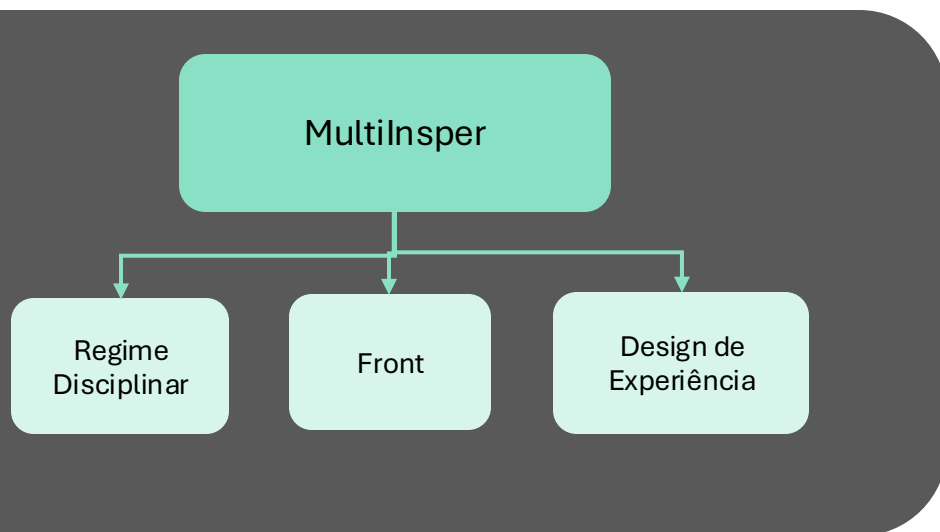 MultiInsper
Regime
Disciplinar
Front
Design de
Experiência